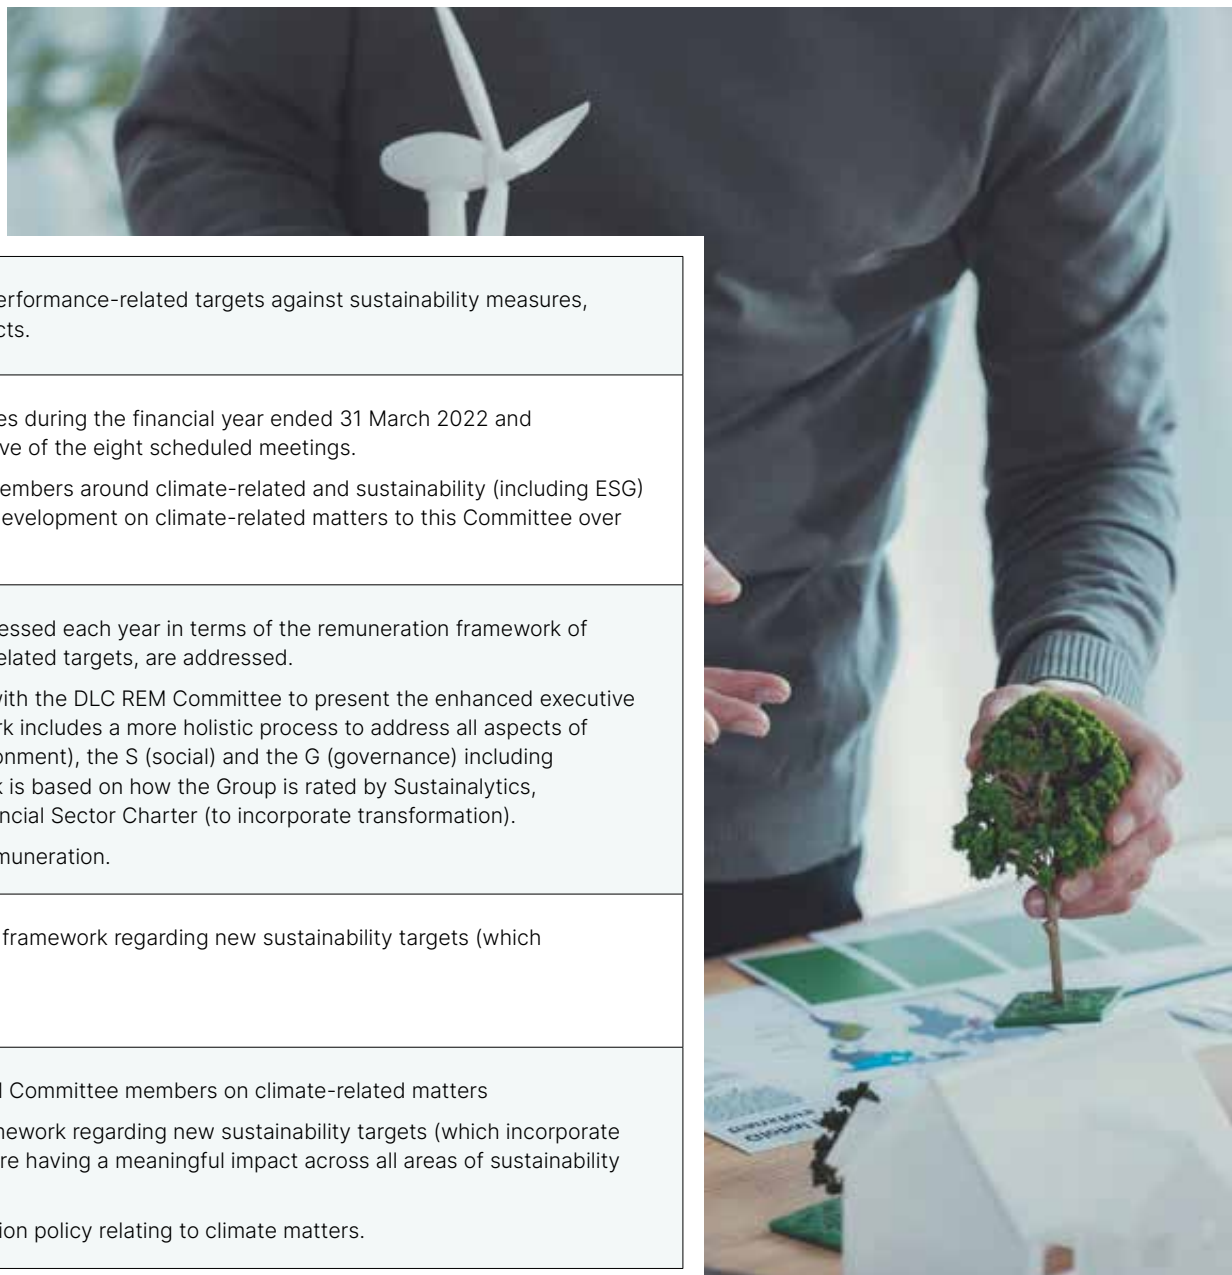 erformance-related targets against sustainability measures,
cts.
es during the financial year ended 31 March 2022 and
ve of the eight scheduled meetings.
embers around climate-related and sustainability (including ESG)
evelopment on climate-related matters to this Committee over
essed each year in terms of the remuneration framework of
elated targets, are addressed.
with the DLC REM Committee to present the enhanced executive
rk includes a more holistic process to address all aspects of
onment), the S (social) and the G (governance) including
k is based on how the Group is rated by Sustainalytics,
ncial Sector Charter (to incorporate transformation).
muneration.
framework regarding new sustainability targets (which
Committee members on climate-related matters
nework regarding new sustainability targets (which incorporate
re having a meaningful impact across all areas of sustainability
ion policy relating to climate matters.